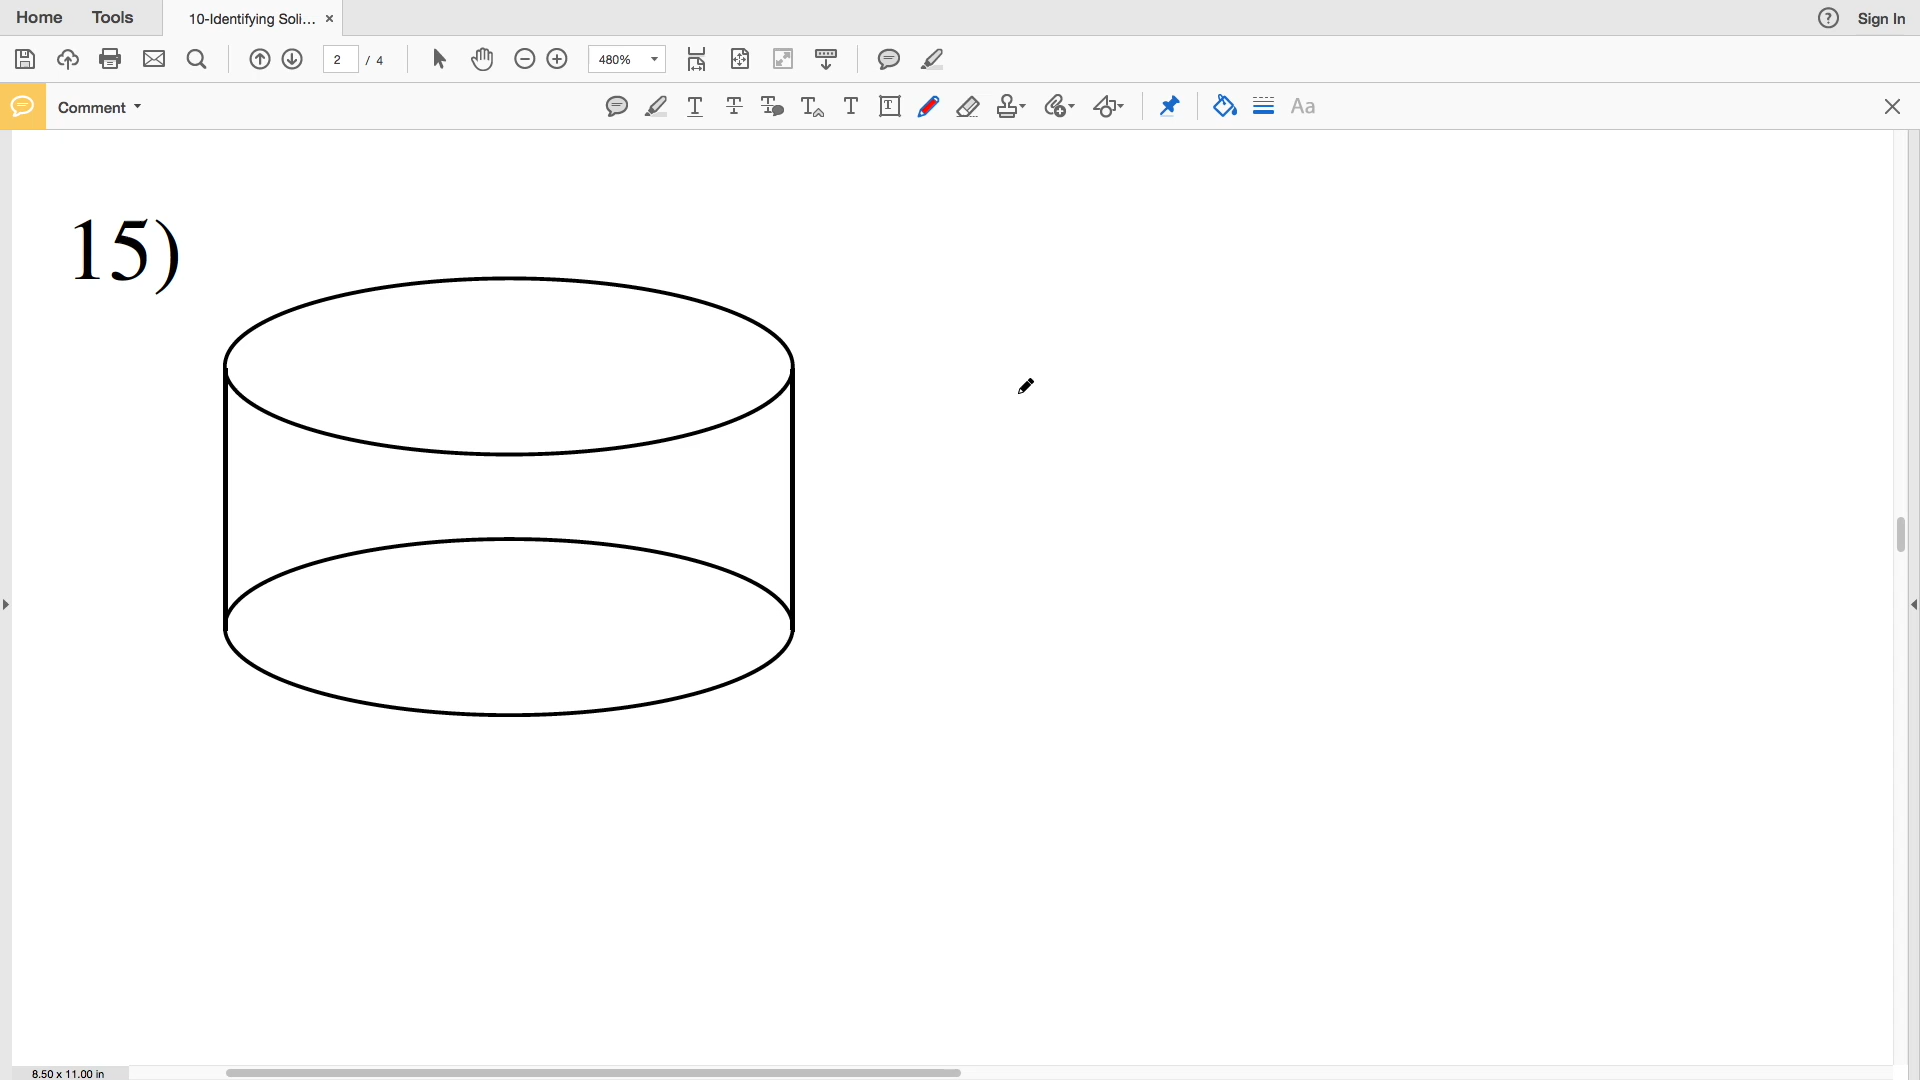 Home Tools 10-Identifying Soli... × ? Sign In
2 / 4 480%
Comment T T T T T T Aa
15)
8.50 x 11.00 in